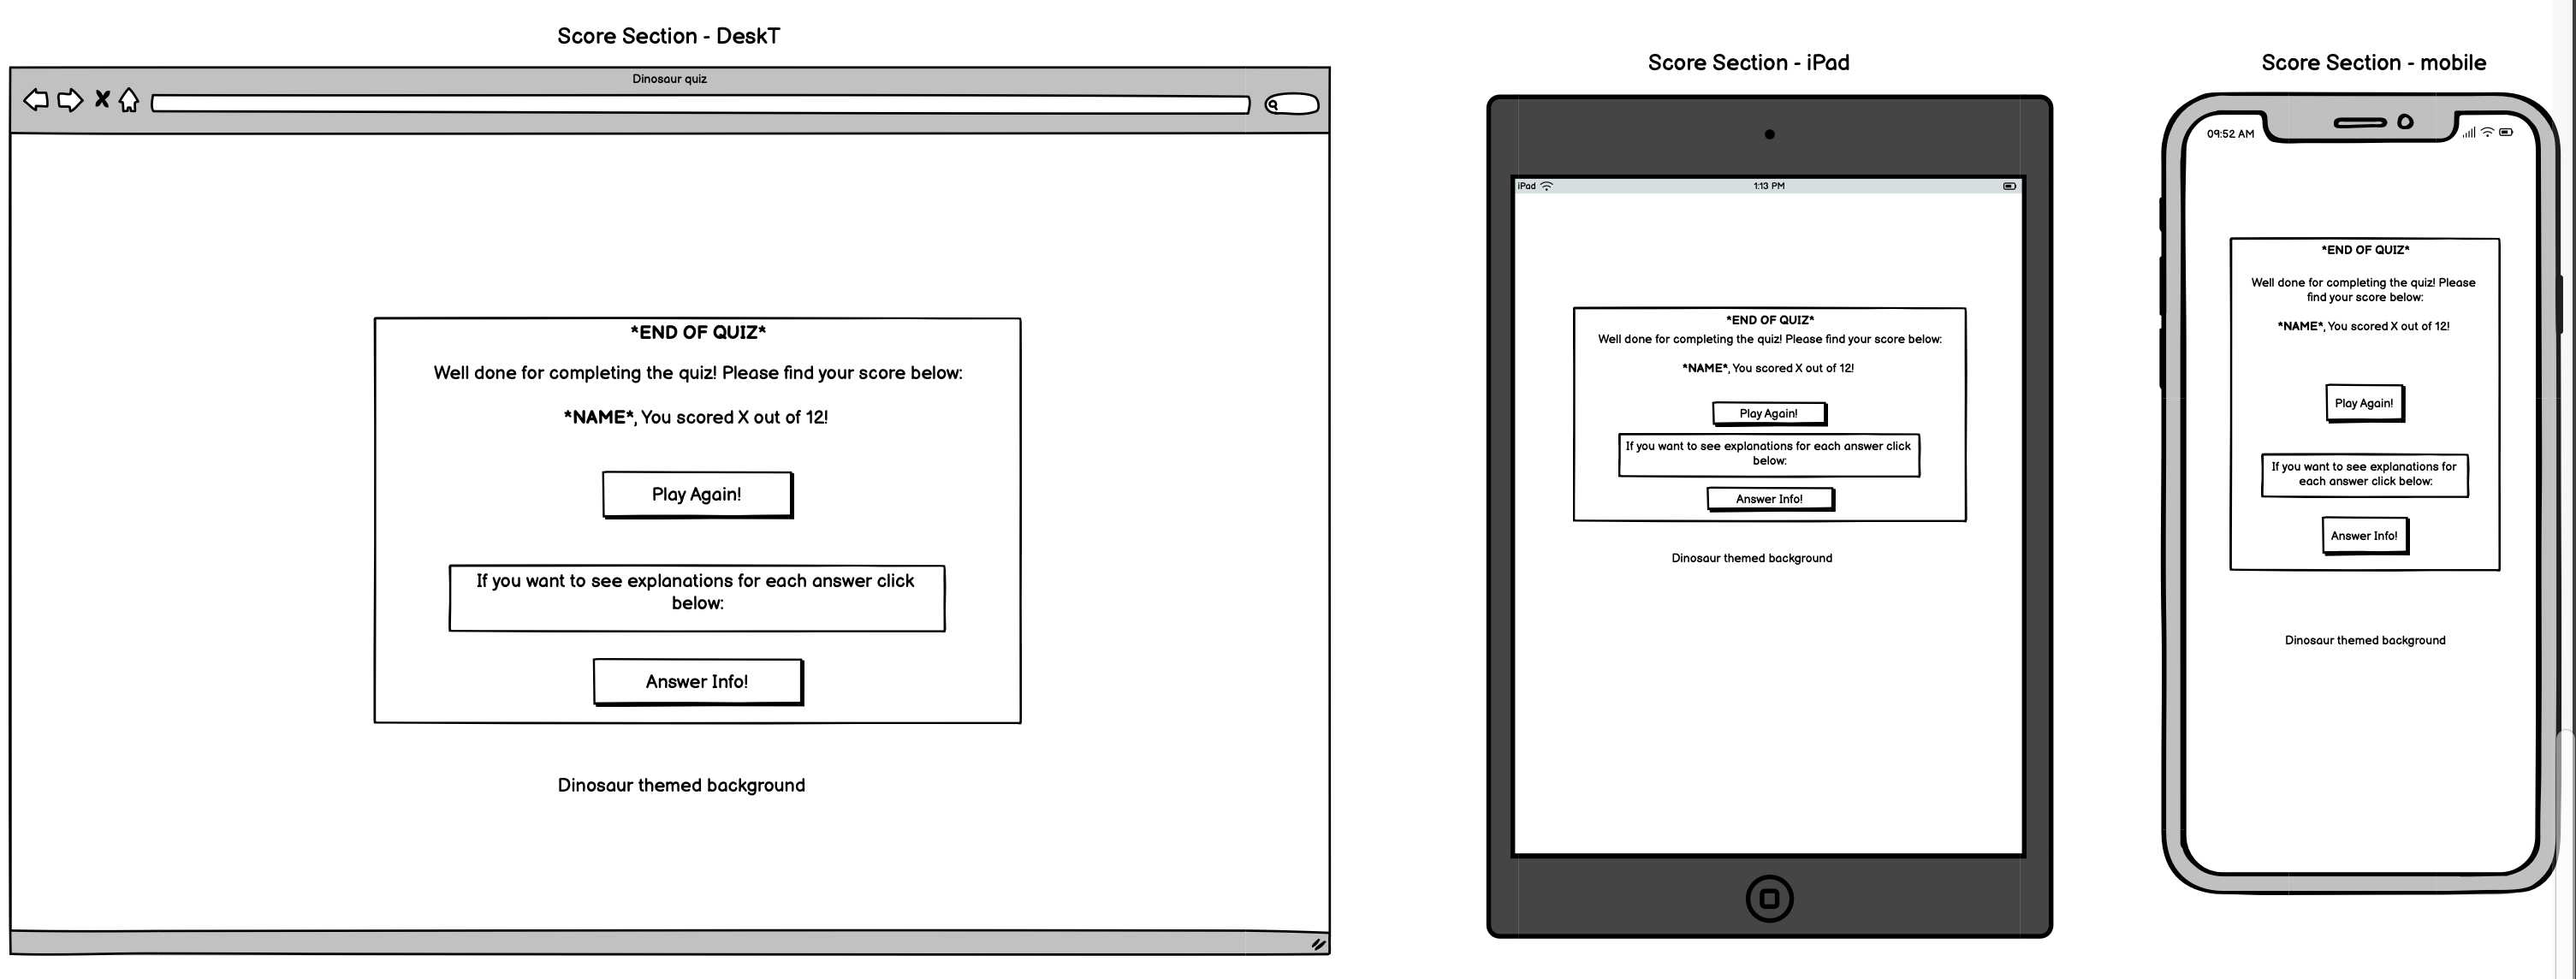 Score Section - DeskT
Dinosaur quiz
*END OF QUIZ*
Well done for completing the quiz! Please find your score below:
*NAME*, You scored X out of 12!
Play Again!
If you want to see explanations for each answer click
below:
Answer Info!
Dinosaur themed background
Score Section - iPad
iPad
1:13 PM
*END OF QUIZ*
Well done for completing the quiz! Please find your score below:
*NAME*, You scored X out of 12!
Play Again!
If you want to see explanations for each answer click
below:
Answer Info!
Dinosaur themed background
Score Section - mobile
09:52 AM
*END OF QUIZ*
Well done for completing the quiz! Please
find your score below:
*NAME*, You scored X out of 12!
Play Again!
If you want to see explanations for
each answer click below:
Answer Info!
Dinosaur themed background